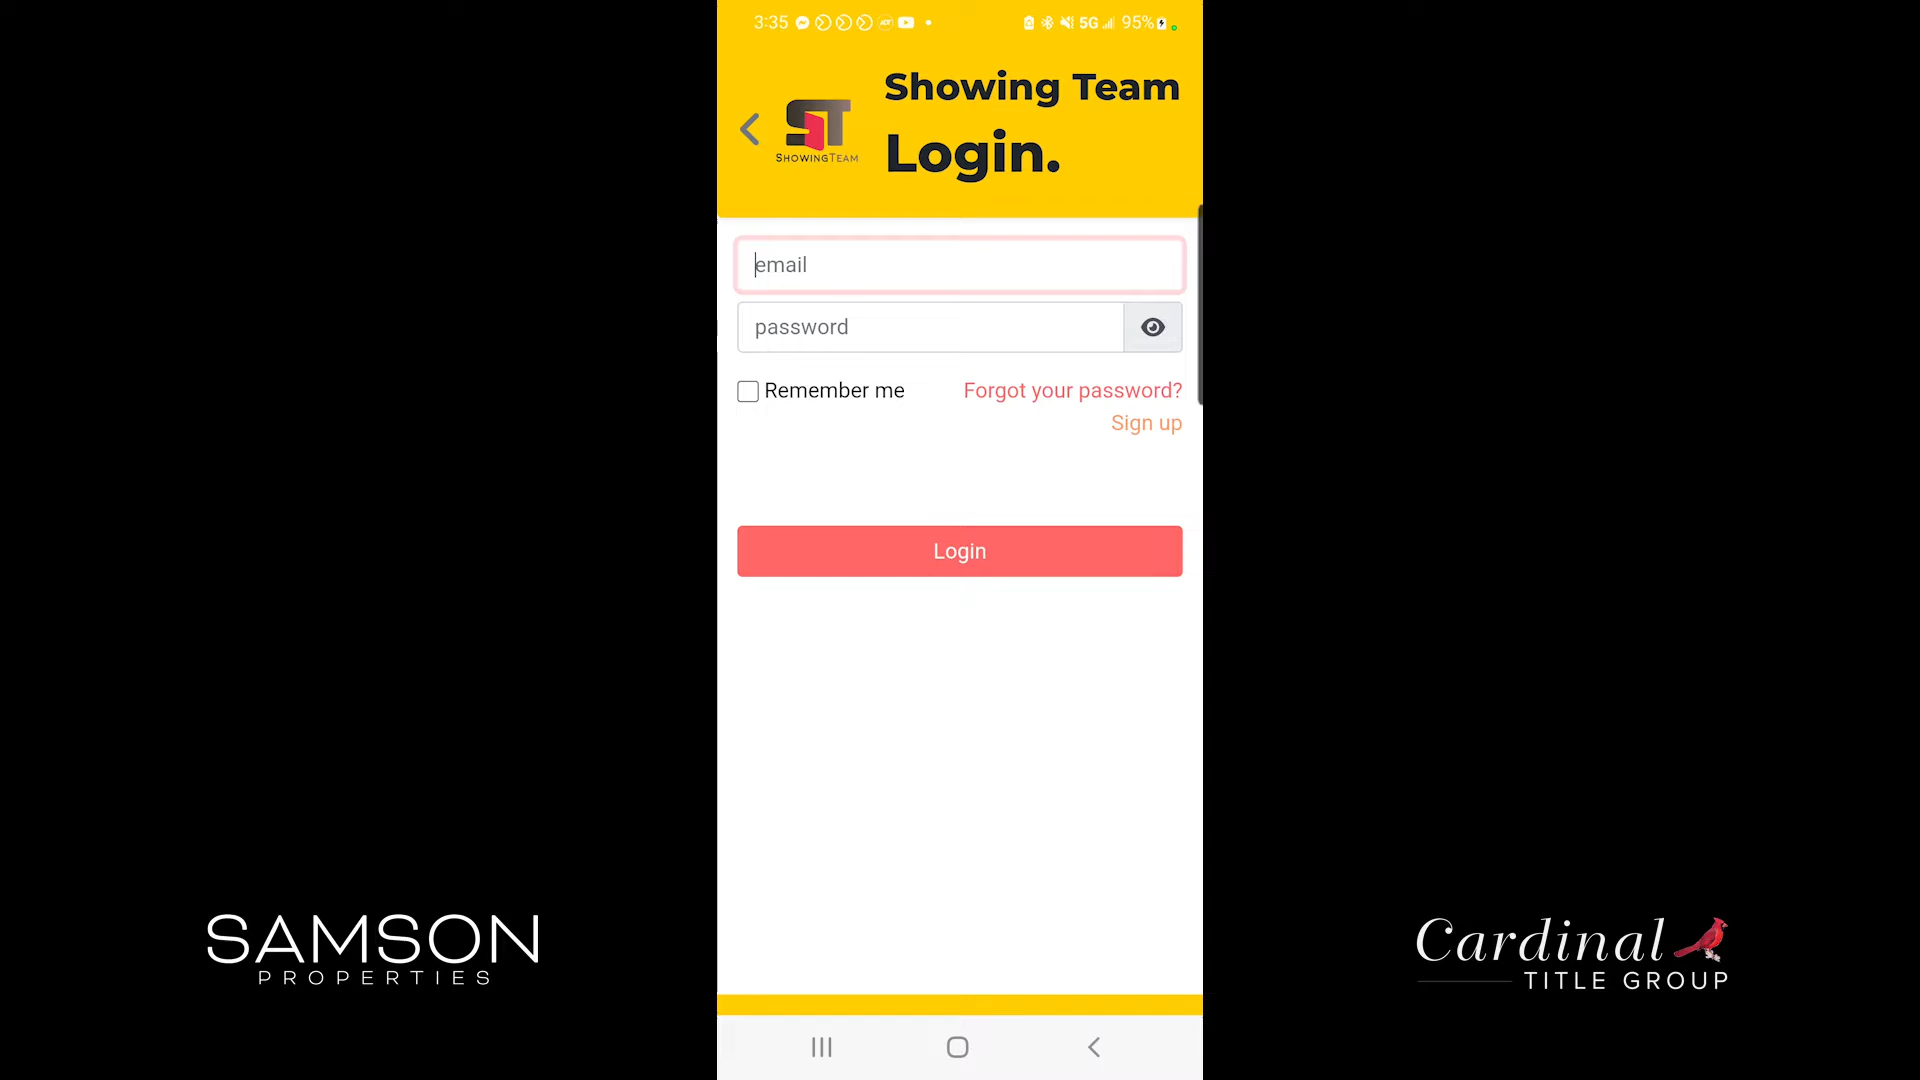 3:35
5G
95%
Showing Team
Login.
ST
SHOWINGTEAM
email
password
Remember me
Forgot your password?
Sign up
Login
SAMSON
PROPERTIES
Cardinal
TITLE GROUP